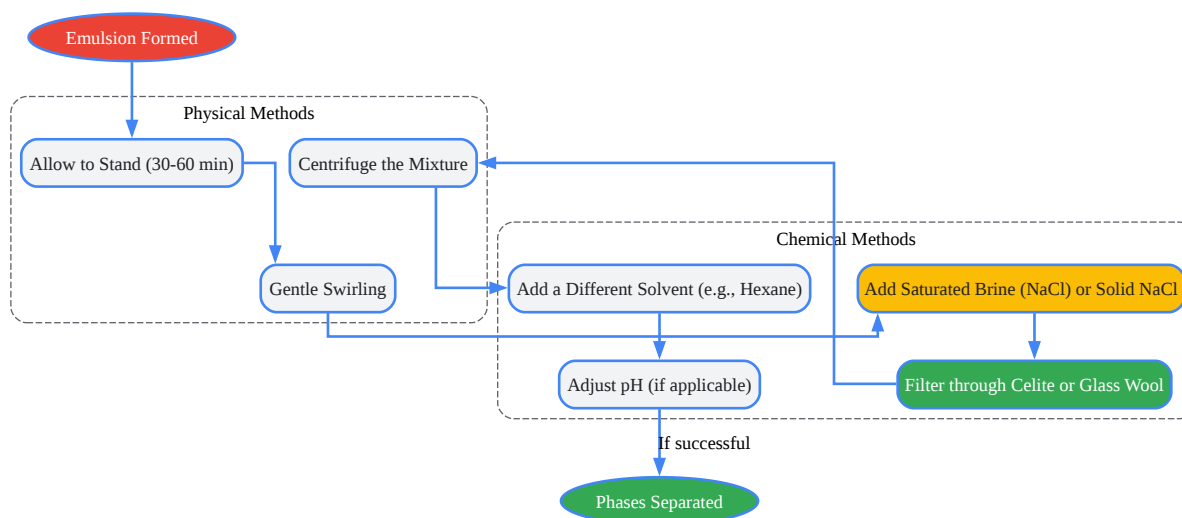 Emulsion Formed
Physical Methods
Allow to Stand (30-60 min)
Centrifuge the Mixture
Gentle Swirling
Chemical Methods
Add a Different Solvent (e.g., Hexane)
Add Saturated Brine (NaCl) or Solid NaCl
Adjust pH (if applicable)
Filter through Celite or Glass Wool
If successful
Phases Separated